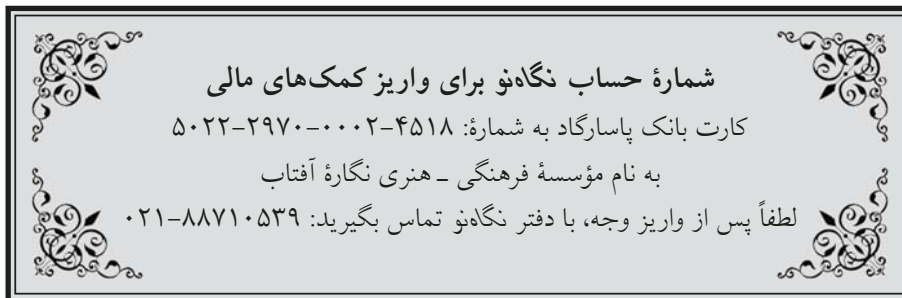 شمارهٔ حساب نگاه‌نو برای واریز کمک‌های مالی
کارت بانک پاسارگاد به شمارهٔ: ۴۵۱۸-۰۰۰۲-۲۹۷۰-۵۰۲۲
به نام مؤسسهٔ فرهنگی ـ هنری نگارهٔ آفتاب
لطفاً پس از واریز وجه، با دفتر نگاه‌نو تماس بگیرید: ۸۸۷۱۰۵۳۹-۰۲۱